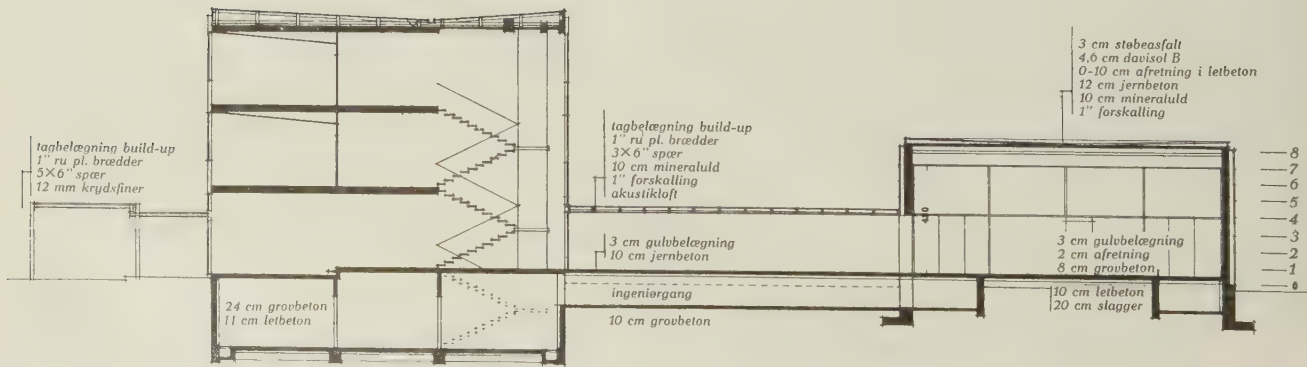 tagbelægning build-up
1" ru pl. brædder
5×6" spær
12 mm krydsfiner
24 cm grovbeton
11 cm letbeton
tagbelægning build-up
1" ru pl. brædder
3×6" spær
10 cm mineraluld
1" forskalling
akustikloft
3 cm gulvbelægning
10 cm jernbeton
ingeniørgang
10 cm grovbeton
3 cm støbeasfalt
4,6 cm davisol B
0-10 cm afretning i letbeton
12 cm jernbeton
10 cm mineraluld
1" forskalling
3 cm gulvbelægning
2 cm afretning
8 cm grovbeton
10 cm letbeton
20 cm slagger
8
7
6
5
4
3
2
1
0